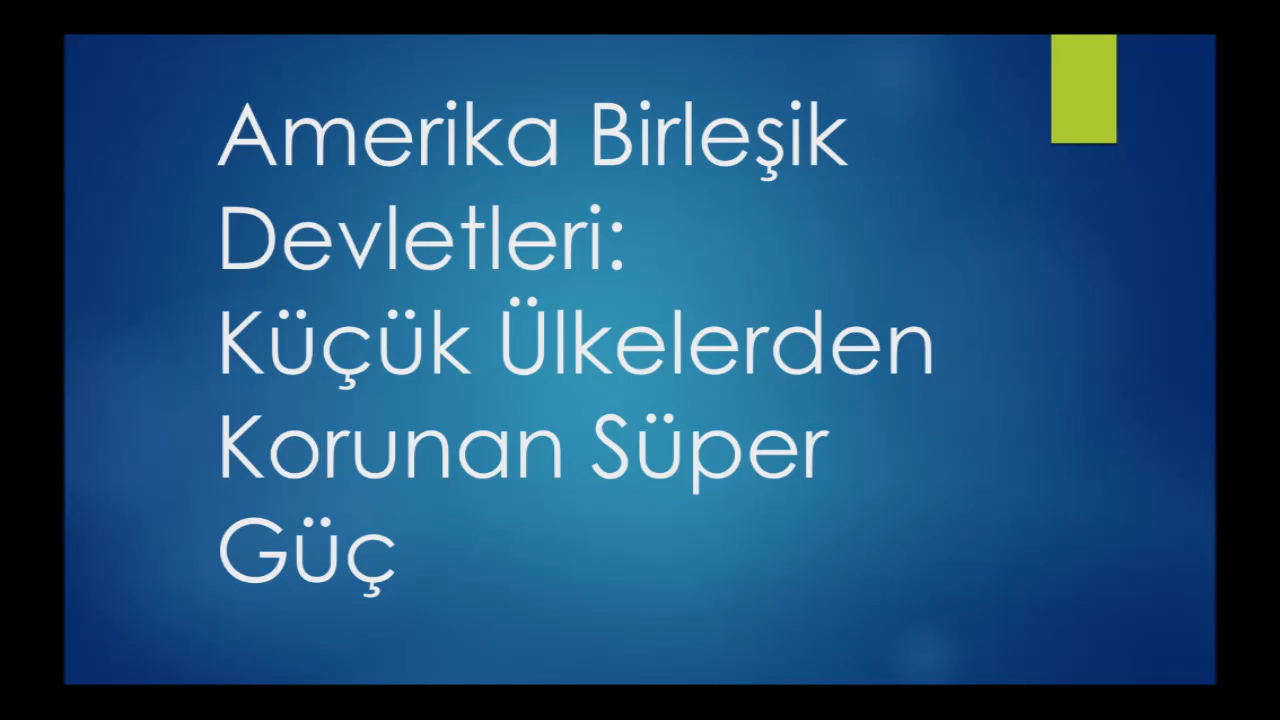 Amerika Birleşik
Devletleri:
Küçük Ülkelerden
Korunan Süper
Güç